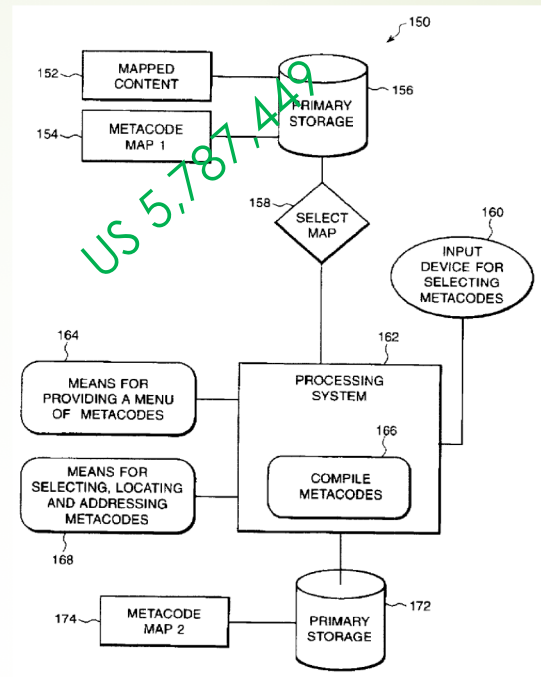 150
152
MAPPED
CONTENT
156
PRIMARY
STORAGE
154
METACODE
MAP 1
US 5,787,449
158
SELECT
MAP
160
INPUT
DEVICE FOR
SELECTING
METACODES
164
162
MEANS FOR
PROVIDING A MENU
OF METACODES
PROCESSING
SYSTEM
166
COMPILE
METACODES
MEANS FOR
SELECTING, LOCATING
AND ADDRESSING
METACODES
168
172
PRIMARY
STORAGE
174
METACODE
MAP 2